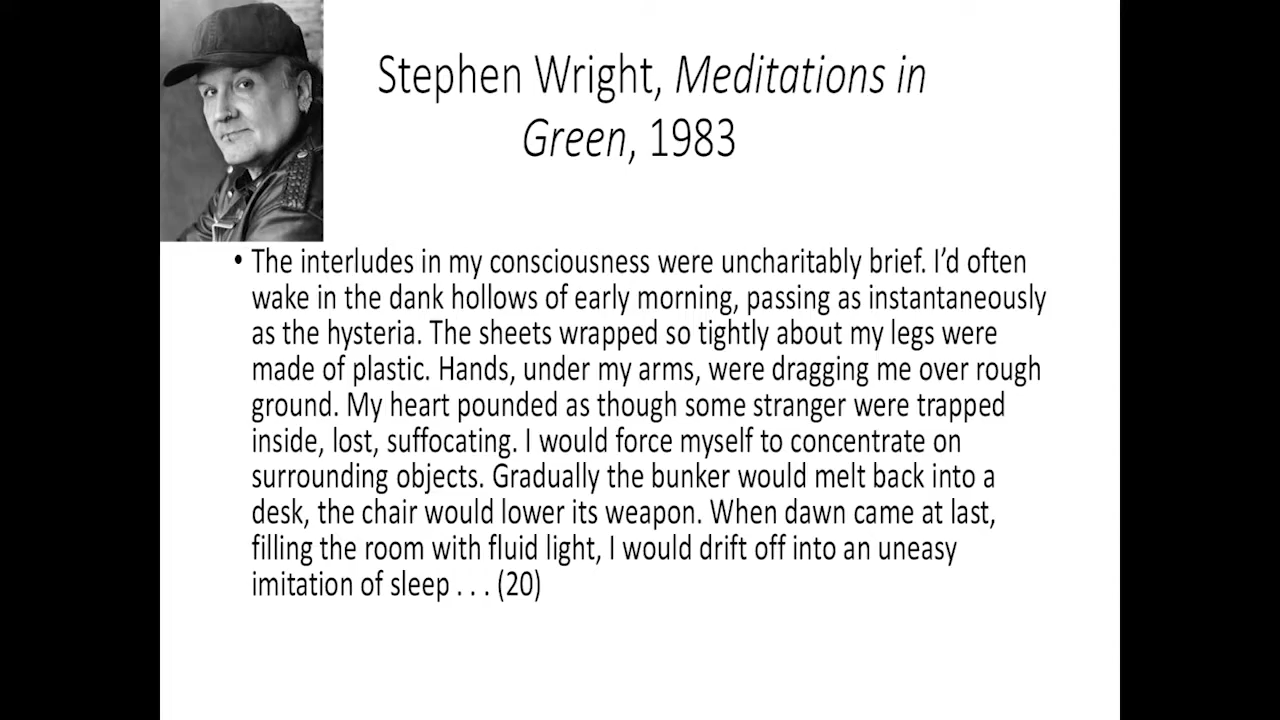 Stephen Wright, Meditations in
Green, 1983
• The interludes in my consciousness were uncharitably brief. I’d often
wake in the dank hollows of early morning, passing as instantaneously
as the hysteria. The sheets wrapped so tightly about my legs were
made of plastic. Hands, under my arms, were dragging me over rough
ground. My heart pounded as though some stranger were trapped
inside, lost, suffocating. I would force myself to concentrate on
surrounding objects. Gradually the bunker would melt back into a
desk, the chair would lower its weapon. When dawn came at last,
filling the room with fluid light, I would drift off into an uneasy
imitation of sleep . . . (20)